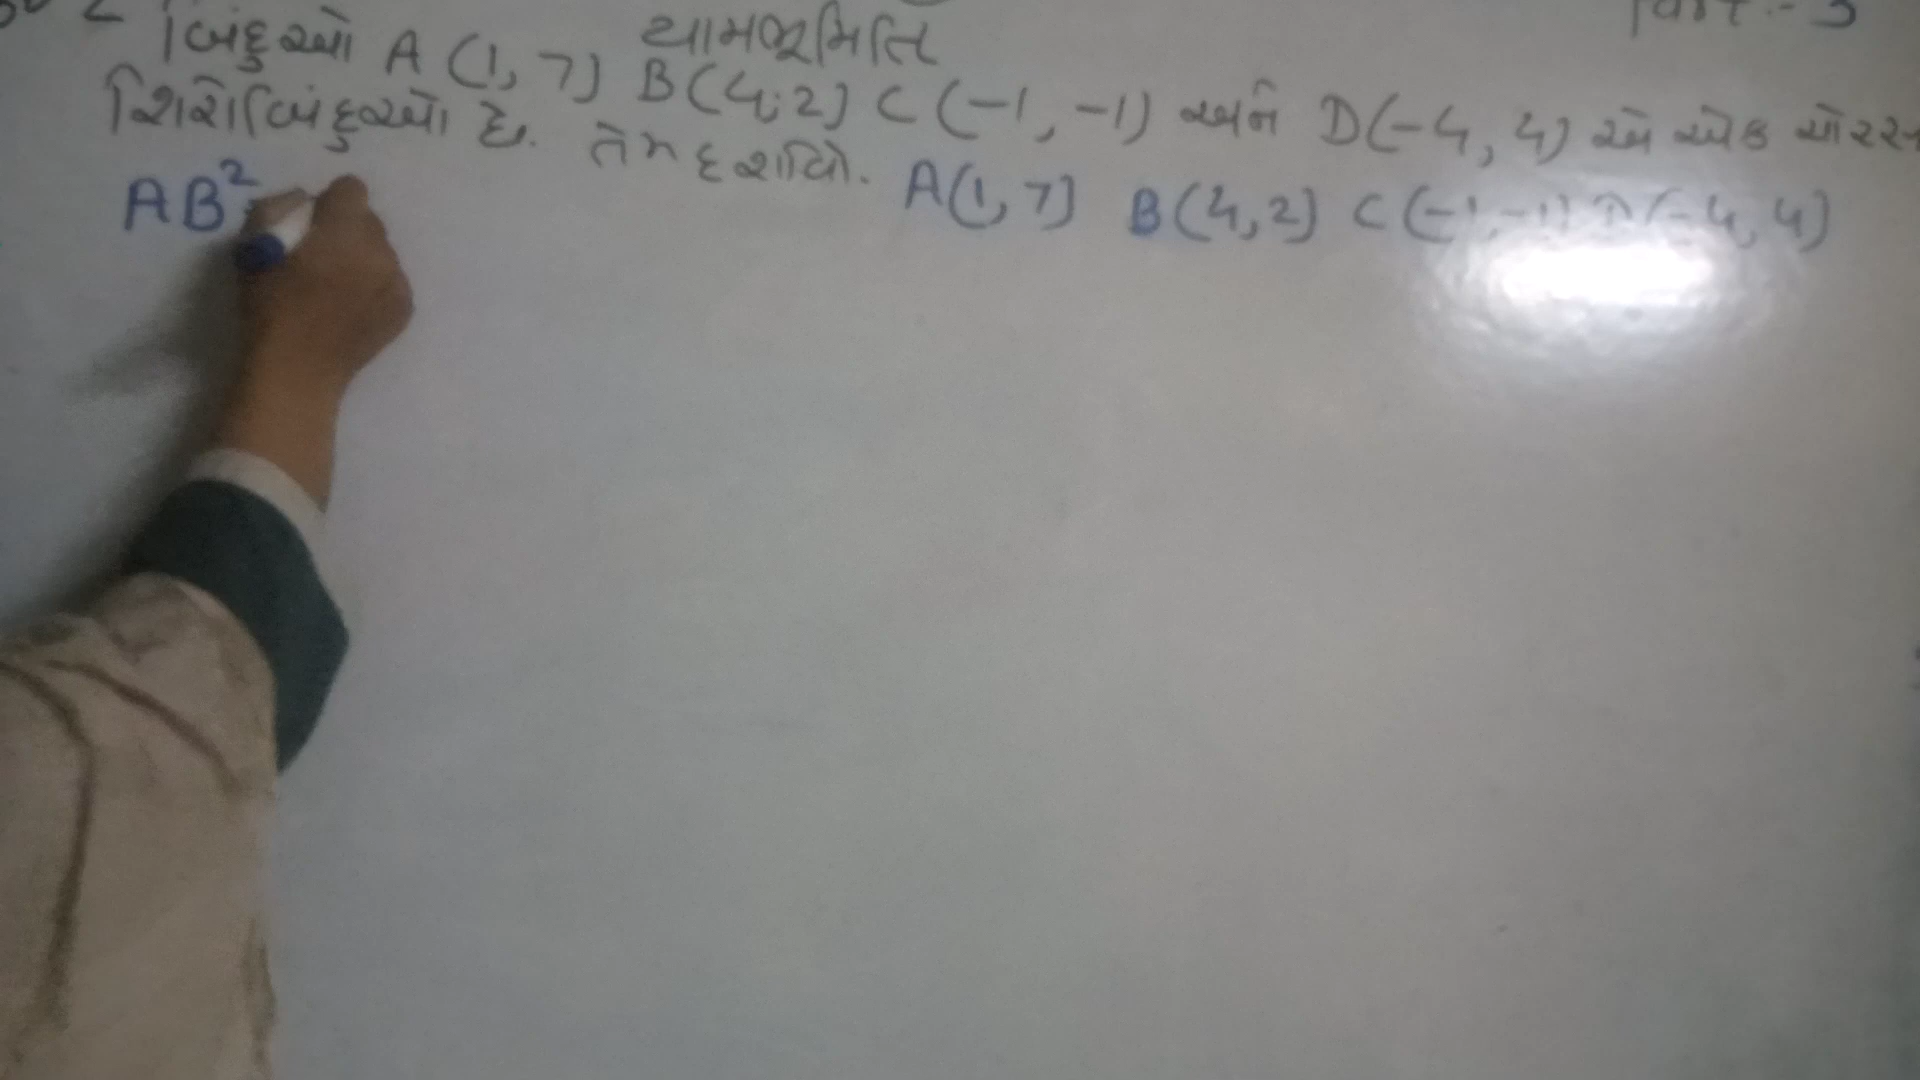 યામભૂમિતિ
બિંદુઓ A (1, 7) B(4,2) C (-1, -1) અને D(-4, 4) એ એક ચોરસ
શિરોબિંદુઓ છે. તેમ દર્શાવો. A(1, 7) B(4,2) C(-1,-1) D(-4,4)
AB²